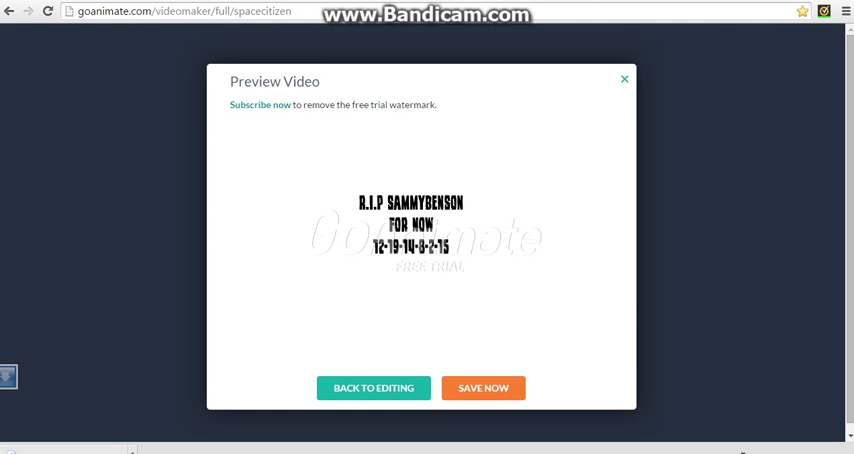 goanimate.com/videomaker/full/spacecitizen
www.Bandicam.com
Preview Video
Subscribe now to remove the free trial watermark.
R.I.P SAMMYBENSON
FOR NOW
12-19-14-8-2-15
GoAnimate
FREE TRIAL
BACK TO EDITING
SAVE NOW